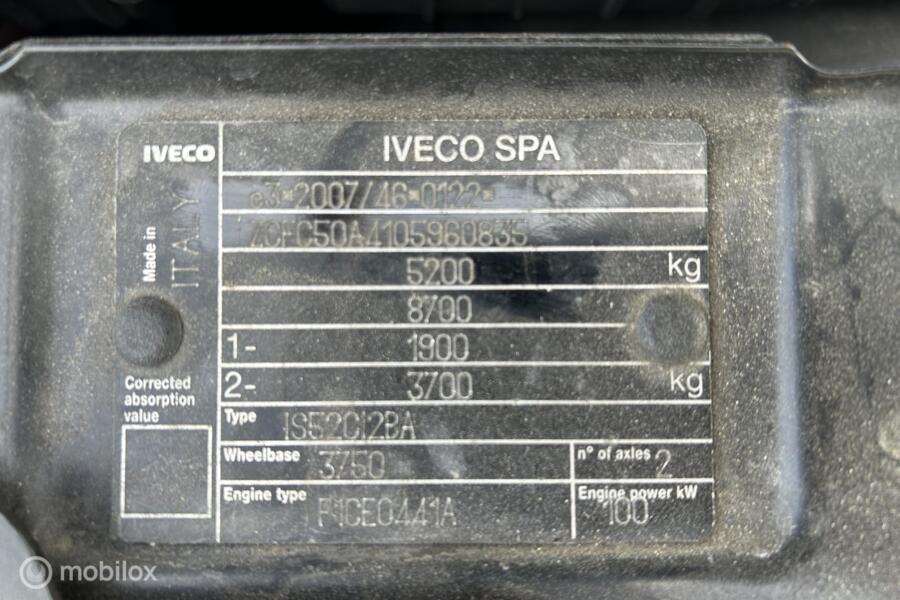 IVECO
IVECO SPA
e3*2007/46*0122*
Made in
ITALY
ZCFC50A4105960835
5200 kg
8700
1- 1900
2- 3700 kg
Corrected
absorption
value
Type IS52CI2BA
Wheelbase 3750
n° of axles 2
Engine type F1CE0441A
Engine power kW
100
mobilox